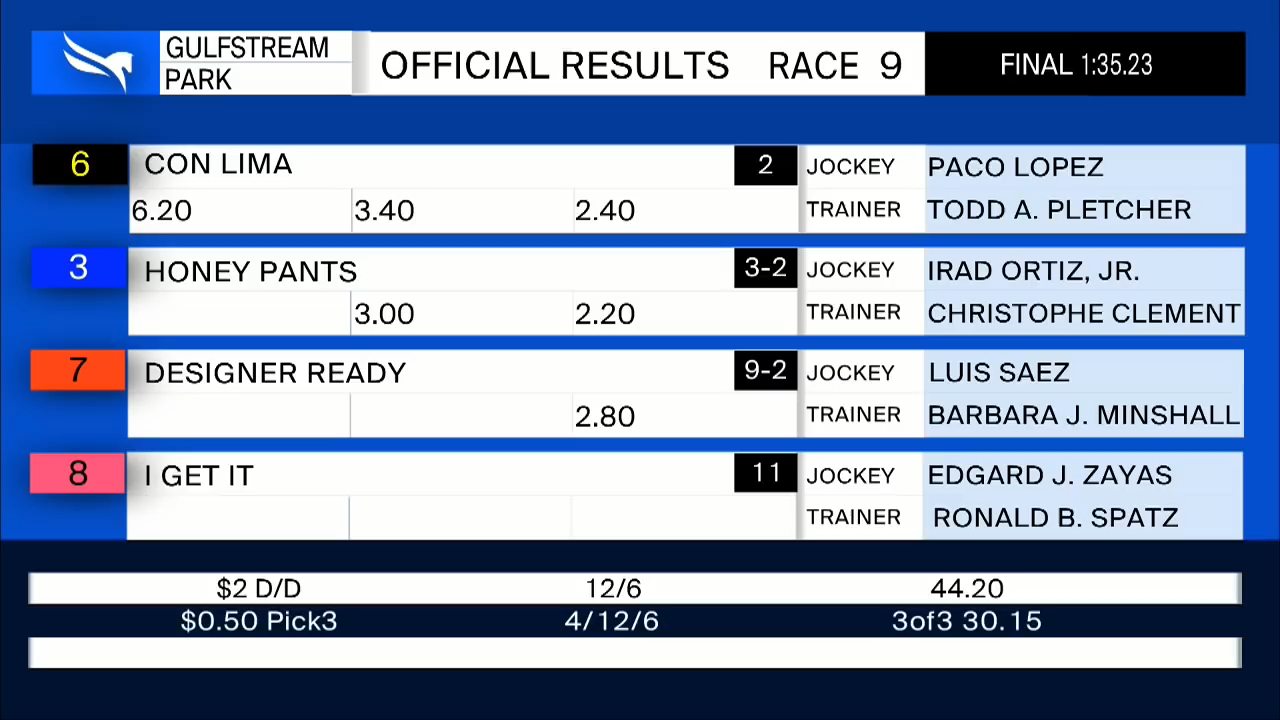 GULFSTREAM PARK
OFFICIAL RESULTS RACE 9 FINAL 1:35.23
6 CON LIMA 2 JOCKEY PACO LOPEZ
6.20 3.40 2.40 TRAINER TODD A. PLETCHER
3 HONEY PANTS 3-2 JOCKEY IRAD ORTIZ, JR.
3.00 2.20 TRAINER CHRISTOPHE CLEMENT
7 DESIGNER READY 9-2 JOCKEY LUIS SAEZ
2.80 TRAINER BARBARA J. MINSHALL
8 I GET IT 11 JOCKEY EDGARD J. ZAYAS
TRAINER RONALD B. SPATZ
$2 D/D 12/6 44.20
$0.50 Pick3 4/12/6 3of3 30.15